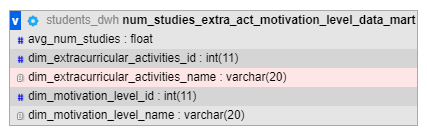 v students_dwh num_studies_extra_act_motivation_level_data_mart
# avg_num_studies : float
# dim_extracurricular_activities_id : int(11)
dim_extracurricular_activities_name : varchar(20)
# dim_motivation_level_id : int(11)
dim_motivation_level_name : varchar(20)